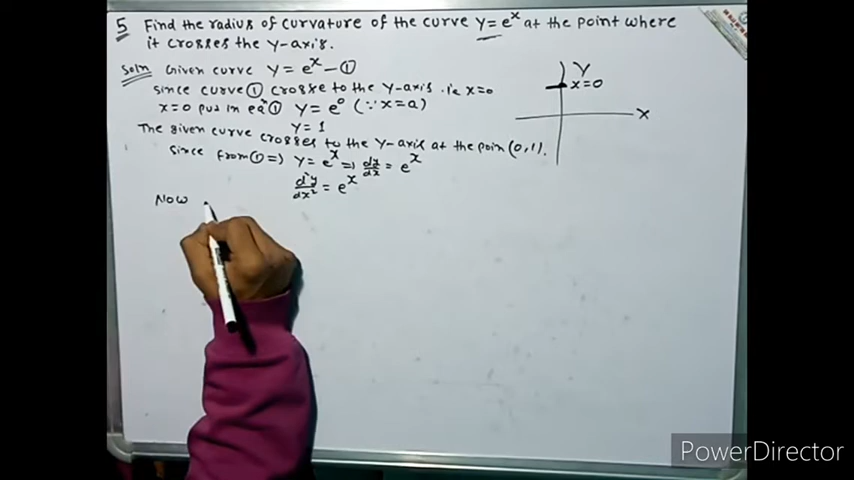 5 Find the radius of curvature of the curve y = e^x at the point where
it crosses the y-axis.
Soln Given curve y = e^x - ①
since curve ① crosse to the y-axis i.e x=0
x=0 put in eqn ① y = e^0 (∵ x=a)
y = 1
The given curve crosses to the y-axis at the poin (0,1).
since from ① => y = e^x => dy/dx = e^x
d²y/dx² = e^x
Now
Y
x=0
X
PowerDirector